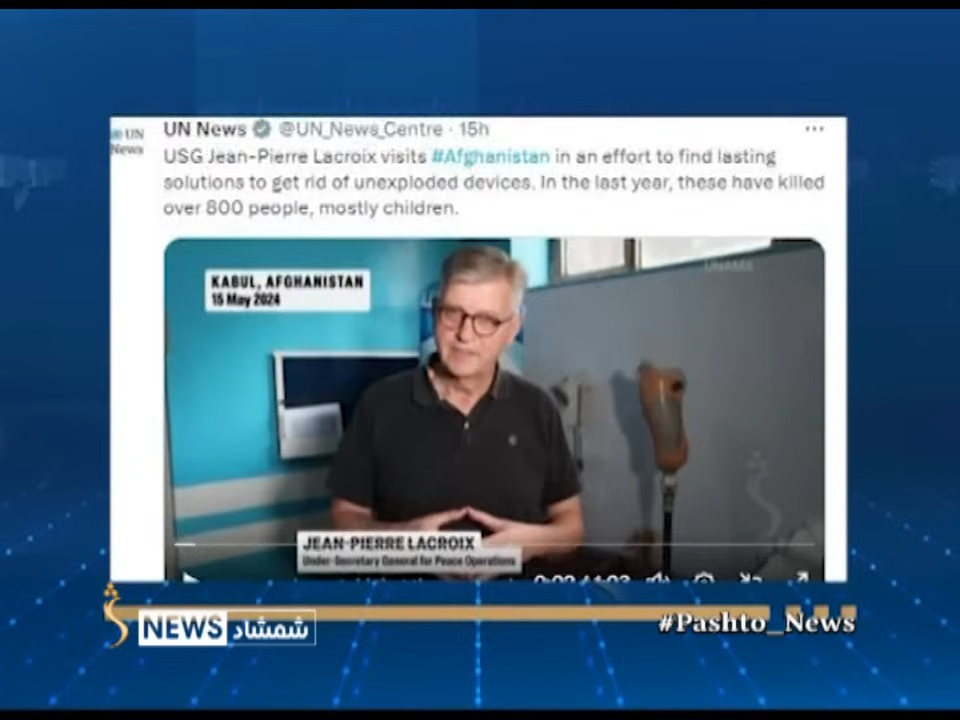 UN News
UN News @UN_News_Centre · 15h
USG Jean-Pierre Lacroix visits #Afghanistan in an effort to find lasting
solutions to get rid of unexploded devices. In the last year, these have killed
over 800 people, mostly children.
KABUL, AFGHANISTAN
15 May 2024
JEAN-PIERRE LACROIX
Under-Secretary General for Peace Operations
NEWS شمشاد
#Pashto_News